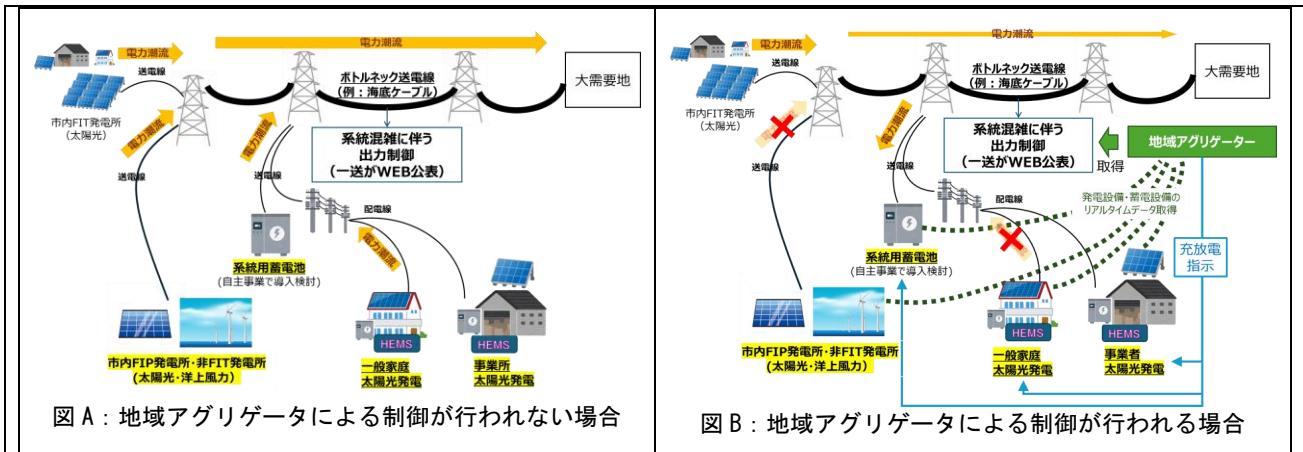 電力潮流
電力潮流
送電線
ボトルネック送電線
(例：海底ケーブル)
大需要地
市内FIT発電所
(太陽光)
電力潮流
電力潮流
系統混雑に伴う
出力制御
(一送がWEB公表)
送電線
送電線
配電線
電力潮流
系統用蓄電池
(自主事業で導入検討)
HEMS
HEMS
市内FIP発電所・非FIT発電所
(太陽光・洋上風力)
一般家庭
太陽光発電
事業所
太陽光発電
図A：地域アグリゲータによる制御が行われない場合
電力潮流
電力潮流
送電線
ボトルネック送電線
(例：海底ケーブル)
大需要地
市内FIT発電所
(太陽光)
電力潮流
系統混雑に伴う
出力制御
(一送がWEB公表)
地域アグリゲーター
取得
送電線
送電線
発電設備・蓄電設備の
リアルタイムデータ取得
配電線
充放電
指示
系統用蓄電池
(自主事業で導入検討)
HEMS
HEMS
市内FIP発電所・非FIT発電所
(太陽光・洋上風力)
一般家庭
太陽光発電
事業者
太陽光発電
図B：地域アグリゲータによる制御が行われる場合